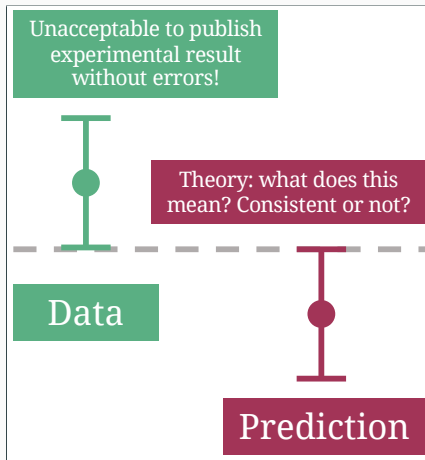 Unacceptable to publish
experimental result
without errors!
Theory: what does this
mean? Consistent or not?
Data
Prediction